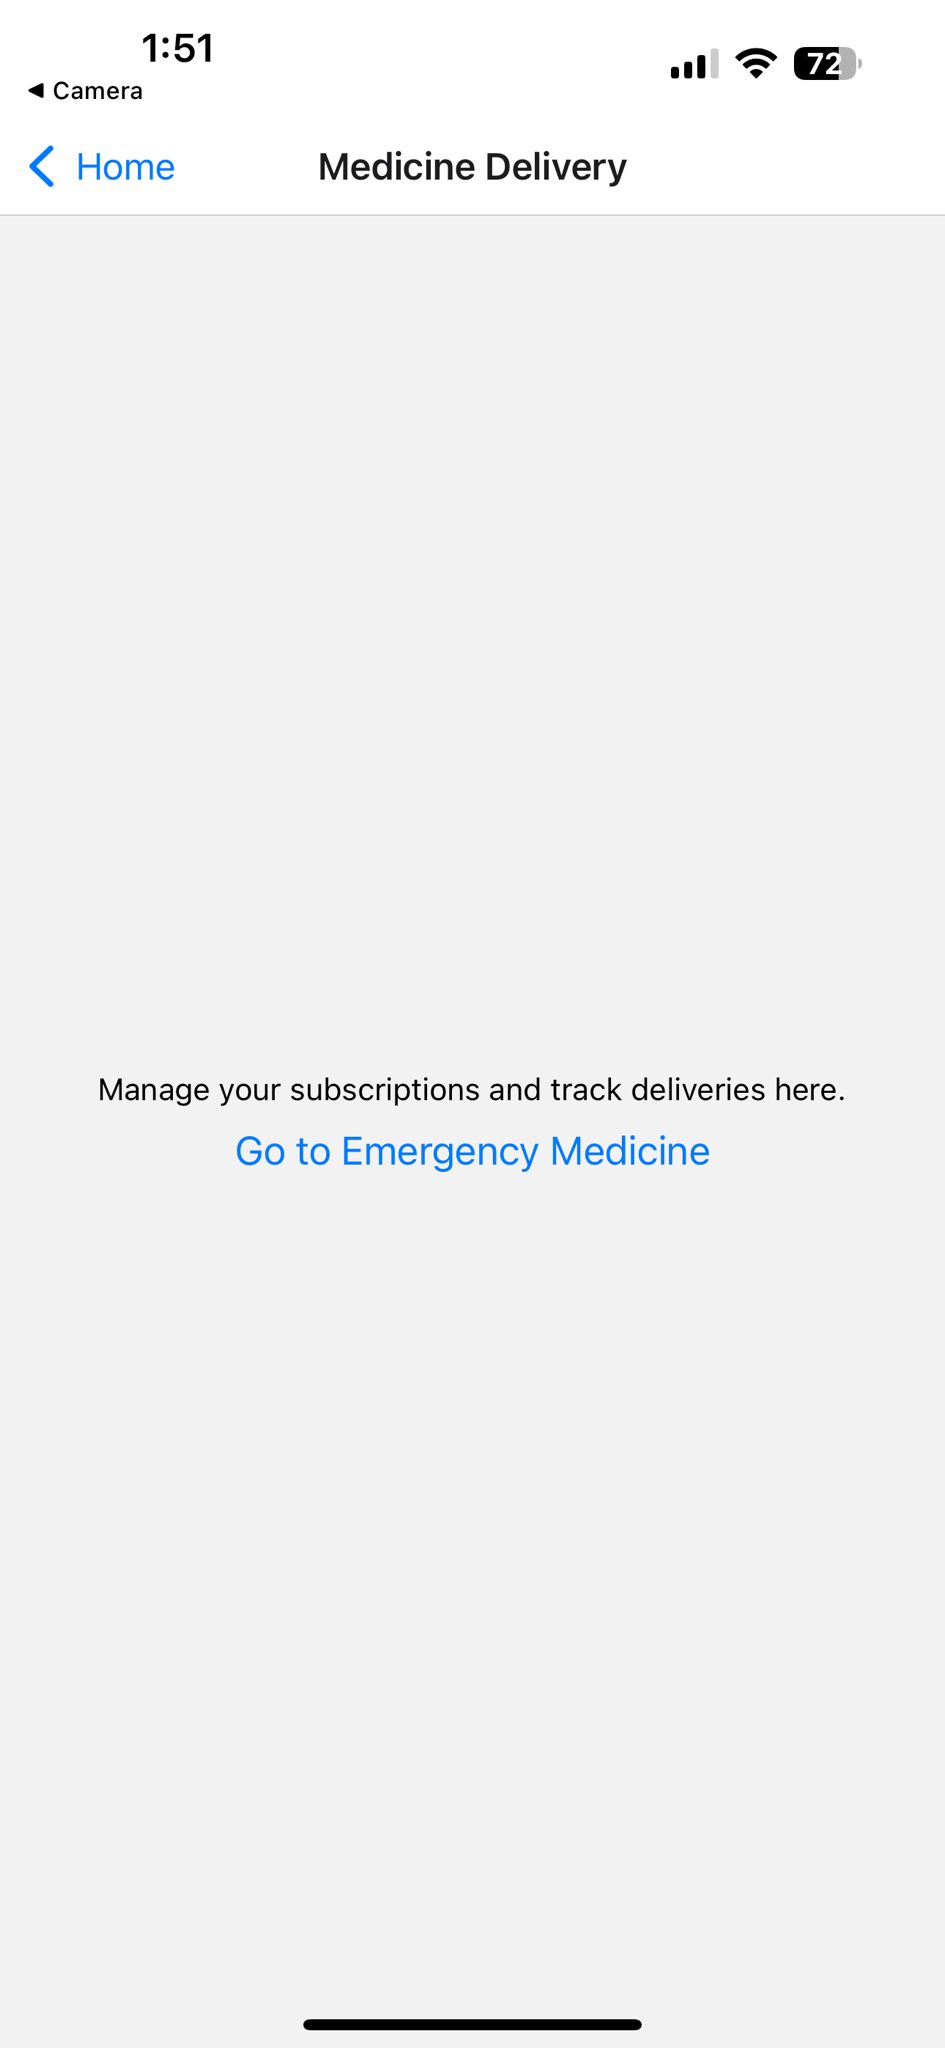 1:51
72
◀ Camera
Home
Medicine Delivery
Manage your subscriptions and track deliveries here.
Go to Emergency Medicine